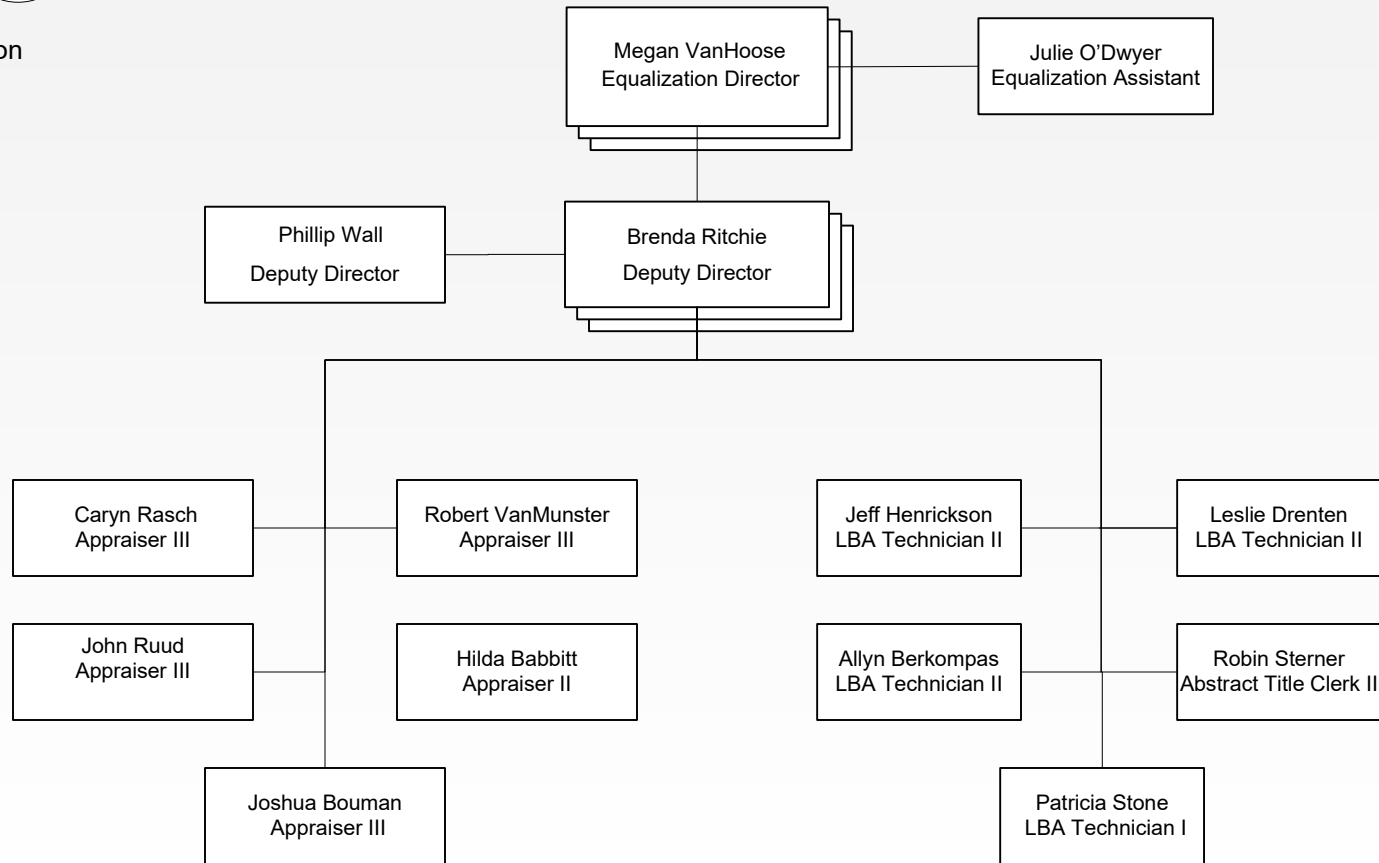 Megan VanHoose
Equalization Director
Julie O’Dwyer
Equalization Assistant
Phillip Wall
Deputy Director
Brenda Ritchie
Deputy Director
Caryn Rasch
Appraiser III
Robert VanMunster
Appraiser III
Jeff Henrickson
LBA Technician II
Leslie Drenten
LBA Technician II
John Ruud
Appraiser III
Hilda Babbitt
Appraiser II
Allyn Berkompas
LBA Technician II
Robin Sterner
Abstract Title Clerk II
Joshua Bouman
Appraiser III
Patricia Stone
LBA Technician I